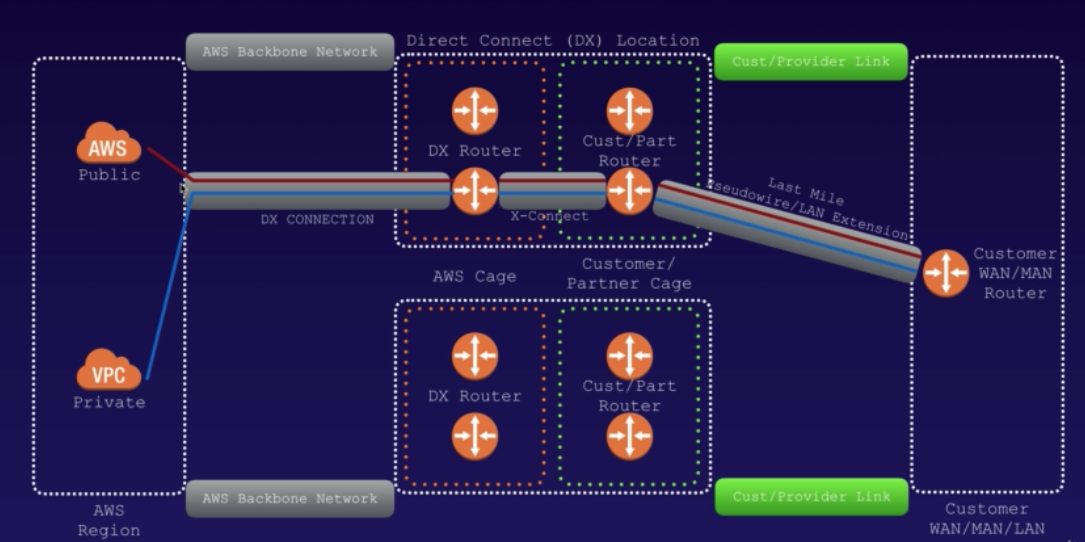 AWS Backbone Network
Direct Connect (DX) Location
Cust/Provider Link
AWS
Public
DX Router
Cust/Part
Router
DX CONNECTION
X-Connect
Last Mile
Pseudowire/LAN Extension
Customer
WAN/MAN
Router
AWS Cage
Customer/
Partner Cage
VPC
Private
DX Router
Cust/Part
Router
AWS Backbone Network
Cust/Provider Link
AWS
Region
Customer
WAN/MAN/LAN